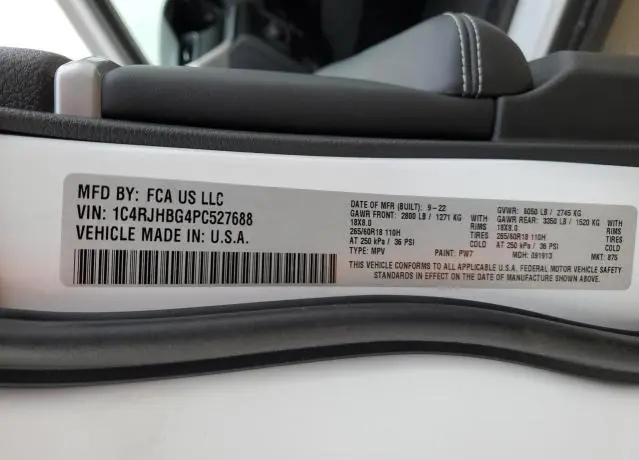 MFD BY: FCA US LLC
VIN: 1C4RJHBG4PC527688
VEHICLE MADE IN: U.S.A.
DATE OF MFR (BUILT): 9-22 GVWR: 6050 LB / 2745 KG
GAWR FRONT: 2800 LB / 1271 KG WITH GAWR REAR: 3350 LB / 1520 KG WITH
18X8.0 RIMS 18X8.0 RIMS
265/60R18 110H TIRES 265/60R18 110H TIRES
AT 250 kPa / 36 PSI COLD AT 250 kPa / 36 PSI COLD
TYPE: MPV PAINT: PW7 MDH: 091913 MKT: 875
THIS VEHICLE CONFORMS TO ALL APPLICABLE U.S.A. FEDERAL MOTOR VEHICLE SAFETY
STANDARDS IN EFFECT ON THE DATE OF MANUFACTURE SHOWN ABOVE.